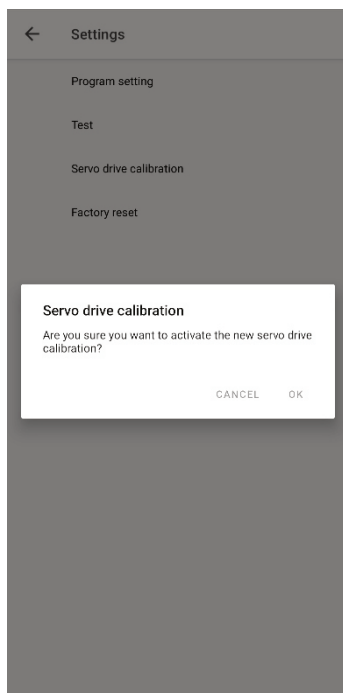 Settings
Program setting
Test
Servo drive calibration
Factory reset
Servo drive calibration
Are you sure you want to activate the new servo drive
calibration?
CANCEL OK